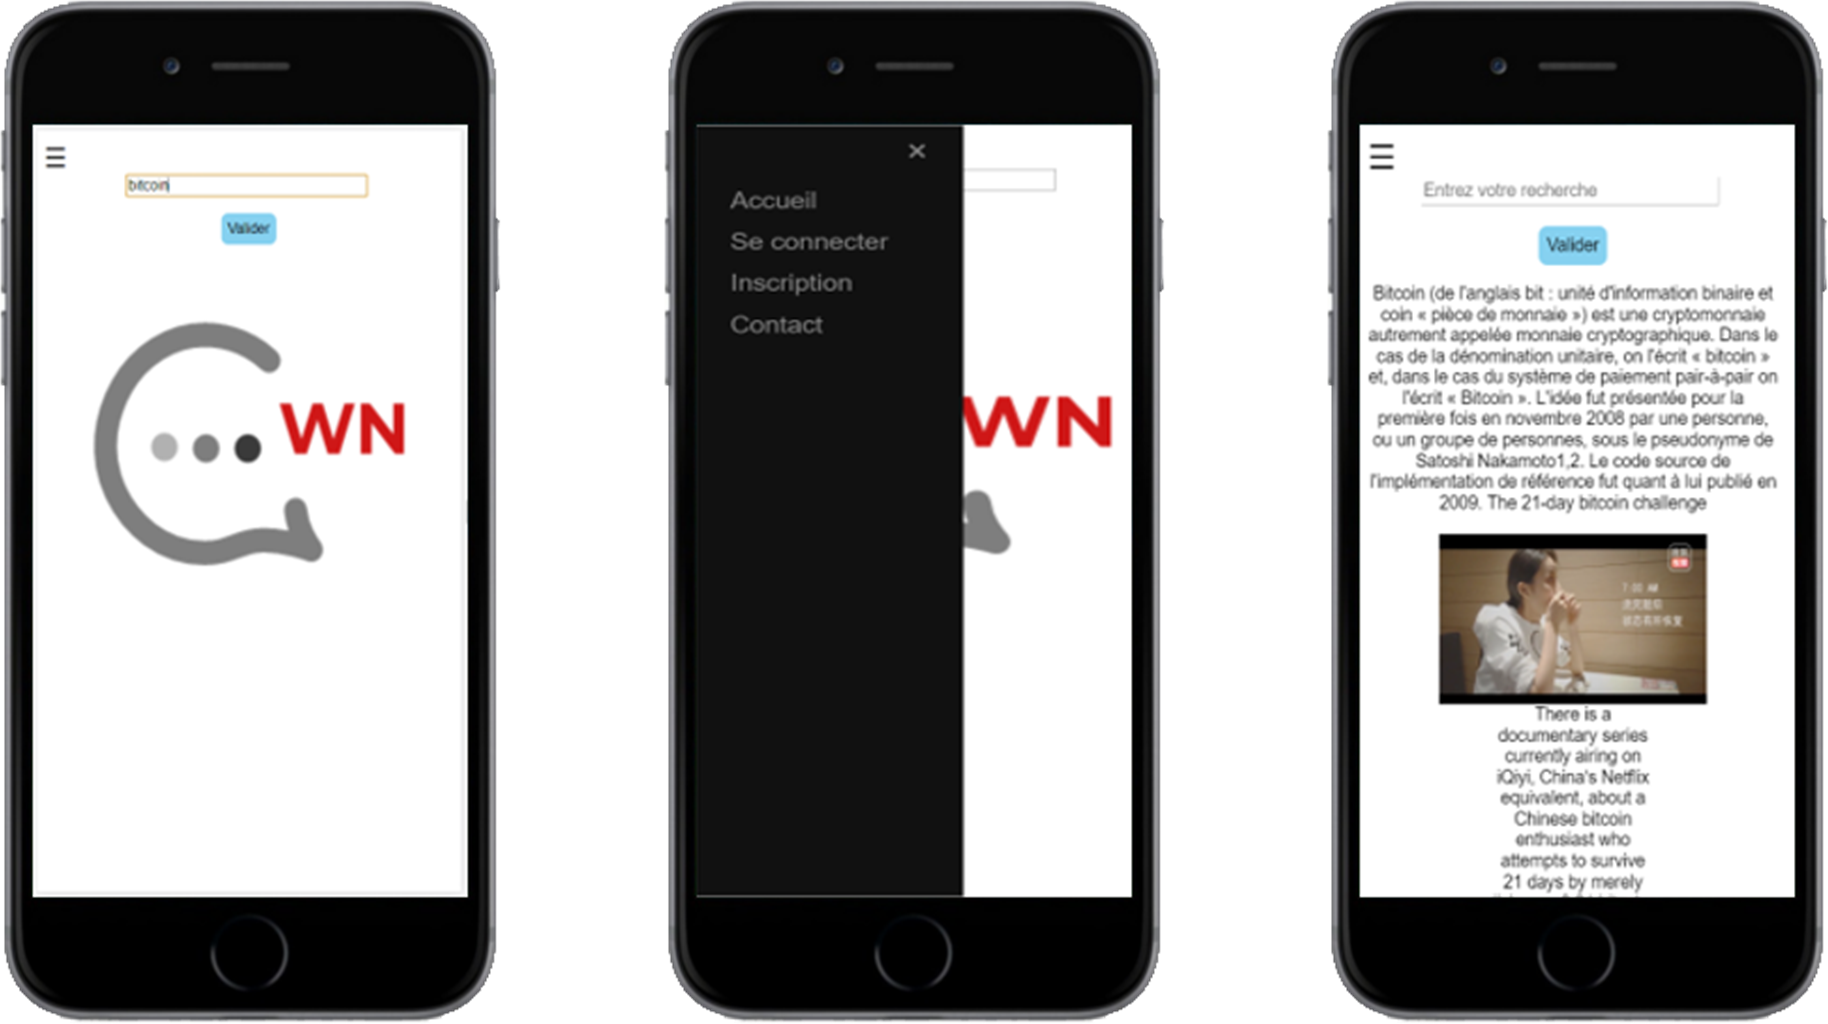 bitcoin
Valider
WN
Accueil
Se connecter
Inscription
Contact
WN
Entrez votre recherche
Valider
Bitcoin (de l'anglais bit : unité d'information binaire et
coin « pièce de monnaie ») est une cryptomonnaie
autrement appelée monnaie cryptographique. Dans le
cas de la dénomination unitaire, on l'écrit « bitcoin »
et, dans le cas du système de paiement pair-à-pair on
l'écrit « Bitcoin ». L'idée fut présentée pour la
première fois en novembre 2008 par une personne,
ou un groupe de personnes, sous le pseudonyme de
Satoshi Nakamoto1,2. Le code source de
l'implémentation de référence fut quant à lui publié en
2009. The 21-day bitcoin challenge
7:00 AM
There is a
documentary series
currently airing on
iQiyi, China's Netflix
equivalent, about a
Chinese bitcoin
enthusiast who
attempts to survive
21 days by merely